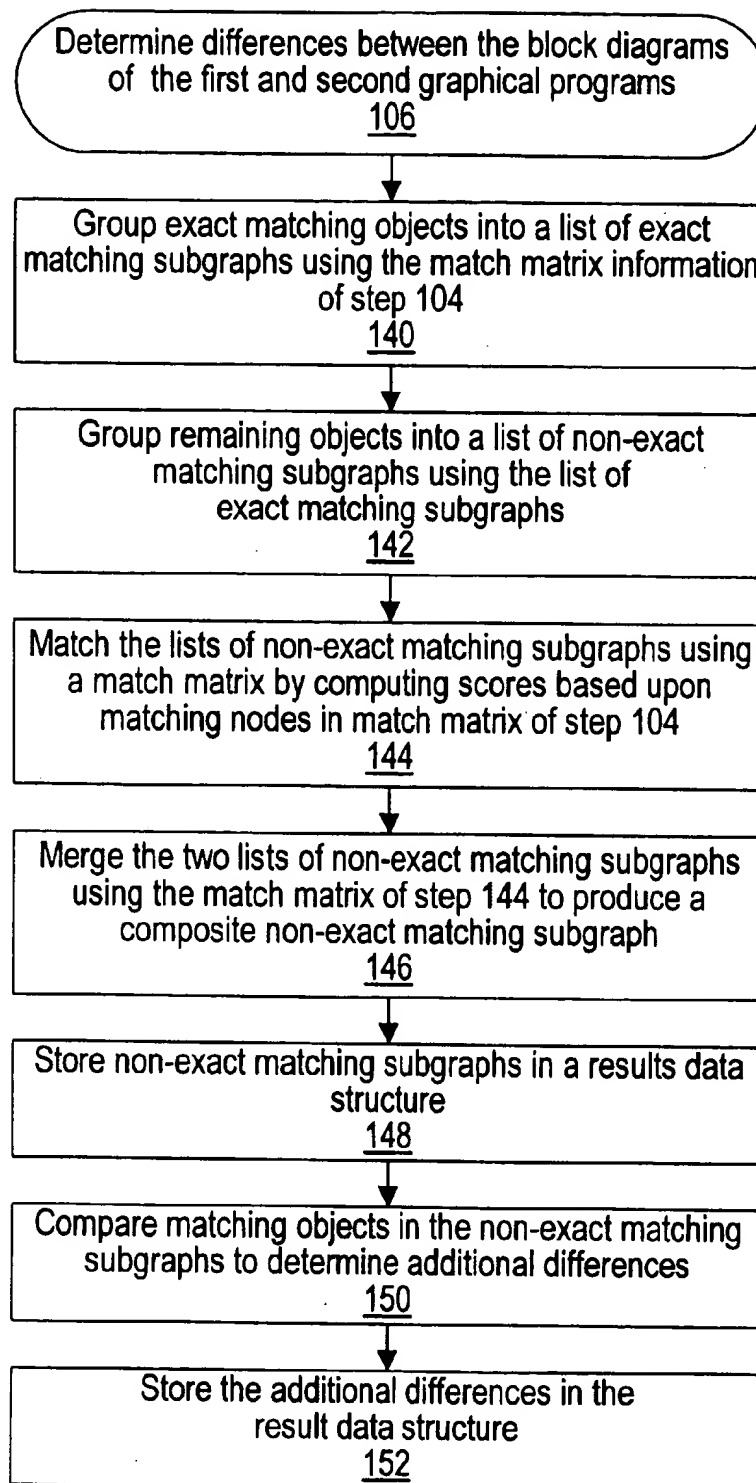 Determine differences between the block diagrams
of the first and second graphical programs
106
Group exact matching objects into a list of exact
matching subgraphs using the match matrix information
of step 104
140
Group remaining objects into a list of non-exact
matching subgraphs using the list of
exact matching subgraphs
142
Match the lists of non-exact matching subgraphs using
a match matrix by computing scores based upon
matching nodes in match matrix of step 104
144
Merge the two lists of non-exact matching subgraphs
using the match matrix of step 144 to produce a
composite non-exact matching subgraph
146
Store non-exact matching subgraphs in a results data
structure
148
Compare matching objects in the non-exact matching
subgraphs to determine additional differences
150
Store the additional differences in the
result data structure
152